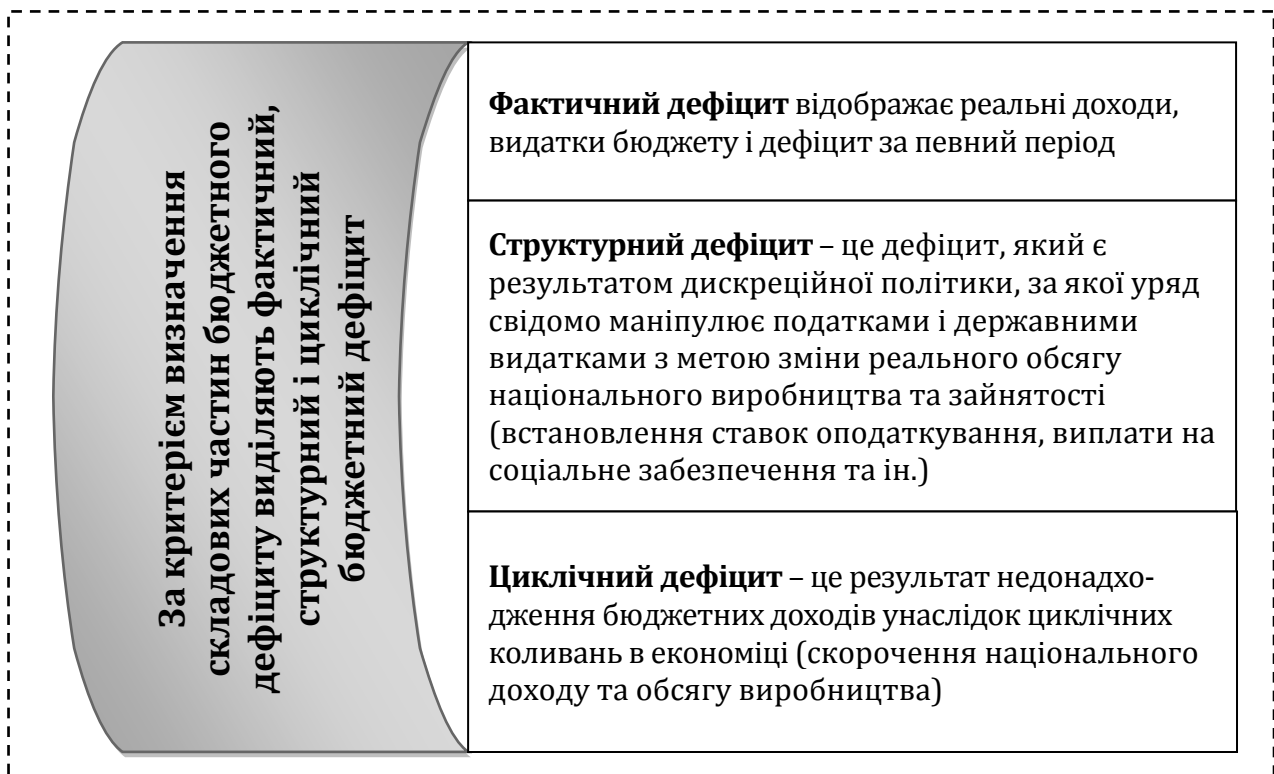 За критерієм визначення
складових частин бюджетного
дефіциту виділяють фактичний,
структурний і циклічний
бюджетний дефіцит
Фактичний дефіцит відображає реальні доходи,
видатки бюджету і дефіцит за певний період
Структурний дефіцит – це дефіцит, який є
результатом дискреційної політики, за якої уряд
свідомо маніпулює податками і державними
видатками з метою зміни реального обсягу
національного виробництва та зайнятості
(встановлення ставок оподаткування, виплати на
соціальне забезпечення та ін.)
Циклічний дефіцит – це результат недонадхо-
дження бюджетних доходів унаслідок циклічних
коливань в економіці (скорочення національного
доходу та обсягу виробництва)